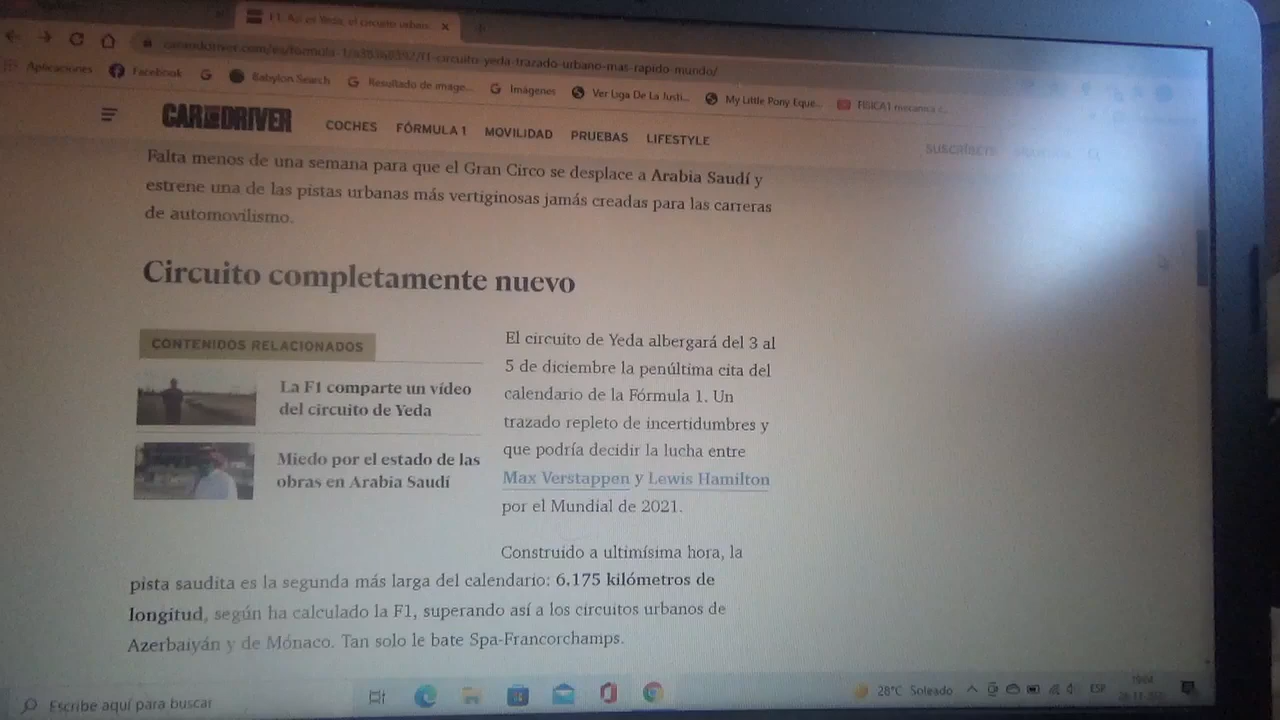 F1. Así es Yeda, el circuito urban
caranddriver.com/es/formula-1/a38369392/f1-circuito-yeda-trazado-urbano-mas-rapido-mundo/
Aplicaciones Facebook Babylon Search Resultado de image... Imágenes Ver Liga De La Justi... My Little Pony Eque... FISICA1 mecanica c...
CAR AND DRIVER COCHES FÓRMULA 1 MOVILIDAD PRUEBAS LIFESTYLE SUSCRÍBETE
Falta menos de una semana para que el Gran Circo se desplace a Arabia Saudí y
estrene una de las pistas urbanas más vertiginosas jamás creadas para las carreras
de automovilismo.
Circuito completamente nuevo
CONTENIDOS RELACIONADOS
La F1 comparte un vídeo
del circuito de Yeda
Miedo por el estado de las
obras en Arabia Saudí
El circuito de Yeda albergará del 3 al
5 de diciembre la penúltima cita del
calendario de la Fórmula 1. Un
trazado repleto de incertidumbres y
que podría decidir la lucha entre
Max Verstappen y Lewis Hamilton
por el Mundial de 2021.
Construido a ultimísima hora, la
pista saudita es la segunda más larga del calendario: 6.175 kilómetros de
longitud, según ha calculado la F1, superando así a los circuitos urbanos de
Azerbaiyán y de Mónaco. Tan solo le bate Spa-Francorchamps.
Escribe aquí para buscar 28°C Soleado ESP